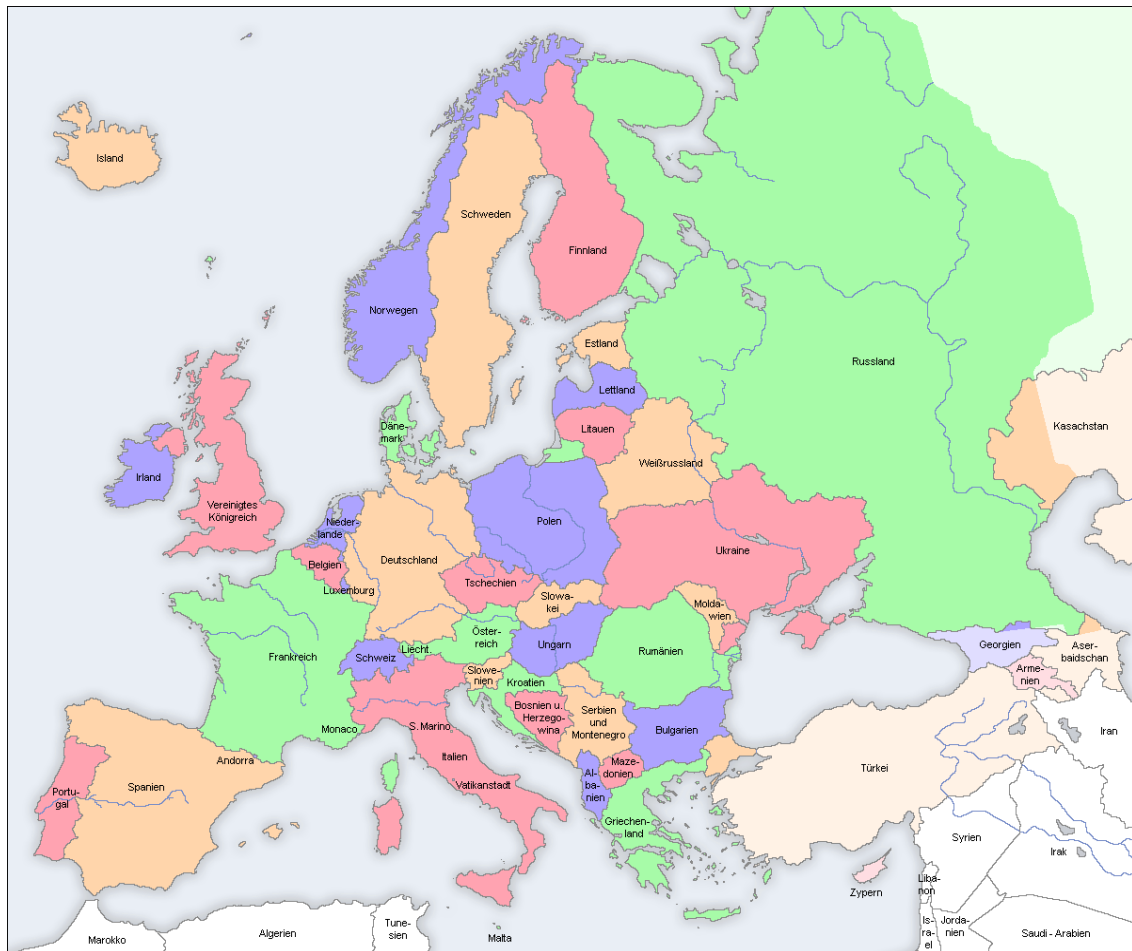 Island
Schweden
Finnland
Norwegen
Estland
Russland
Lettland
Däne-
mark
Litauen
Kasachstan
Weißrussland
Irland
Vereinigtes
Königreich
Nieder-
lande
Polen
Deutschland
Ukraine
Belgien
Tschechien
Luxemburg
Slowa-
kei
Molda-
wien
Öster-
reich
Ungarn
Liecht.
Schweiz
Frankreich
Rumänien
Georgien
Aser-
baidschan
Slowe-
nien
Arme-
nien
Kroatien
Bosnien u.
Herzego-
wina
Serbien
und
Montenegro
Monaco
S. Marino
Bulgarien
Iran
Andorra
Italien
Maze-
donien
Türkei
Spanien
Vatikanstadt
Al-
ba-
nien
Portu-
gal
Griechen-
land
Syrien
Irak
Zypern
Liba-
non
Tune-
sien
Is-
ra-
el
Jorda-
nien
Algerien
Marokko
Malta
Saudi - Arabien